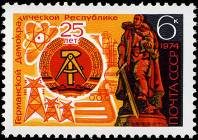 Германской Демократической Республике
25
ЛЕТ
6к
1974
ПОЧТА СССР